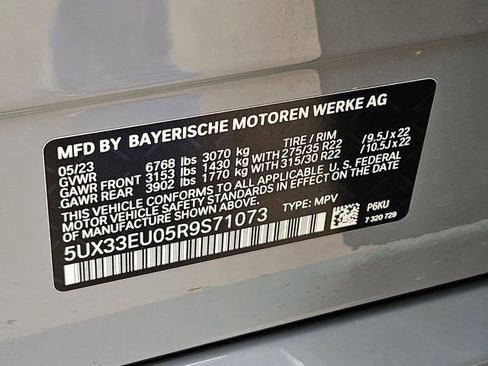 MFD BY BAYERISCHE MOTOREN WERKE AG
05/23 TIRE / RIM
GVWR 6768 lbs 3070 kg
GAWR FRONT 3153 lbs 1430 kg WITH 275/35 R22 / 9.5J x 22
GAWR REAR 3902 lbs 1770 kg WITH 315/30 R22 / 10.5J x 22
THIS VEHICLE CONFORMS TO ALL APPLICABLE U. S. FEDERAL
MOTOR VEHICLE SAFETY STANDARDS IN EFFECT ON THE
DATE OF MANUFACTURE SHOWN ABOVE.
5UX33EU05R9S71073 TYPE: MPV P6KU
7 320 729